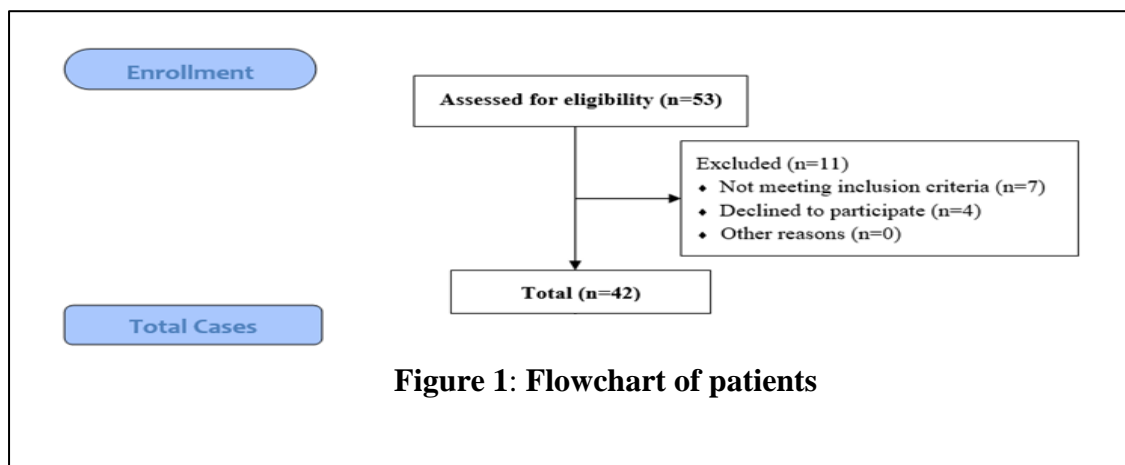 Enrollment
Assessed for eligibility (n=53)
Excluded (n=11)
⬥ Not meeting inclusion criteria (n=7)
⬥ Declined to participate (n=4)
⬥ Other reasons (n=0)
Total (n=42)
Total Cases
Figure 1: Flowchart of patients